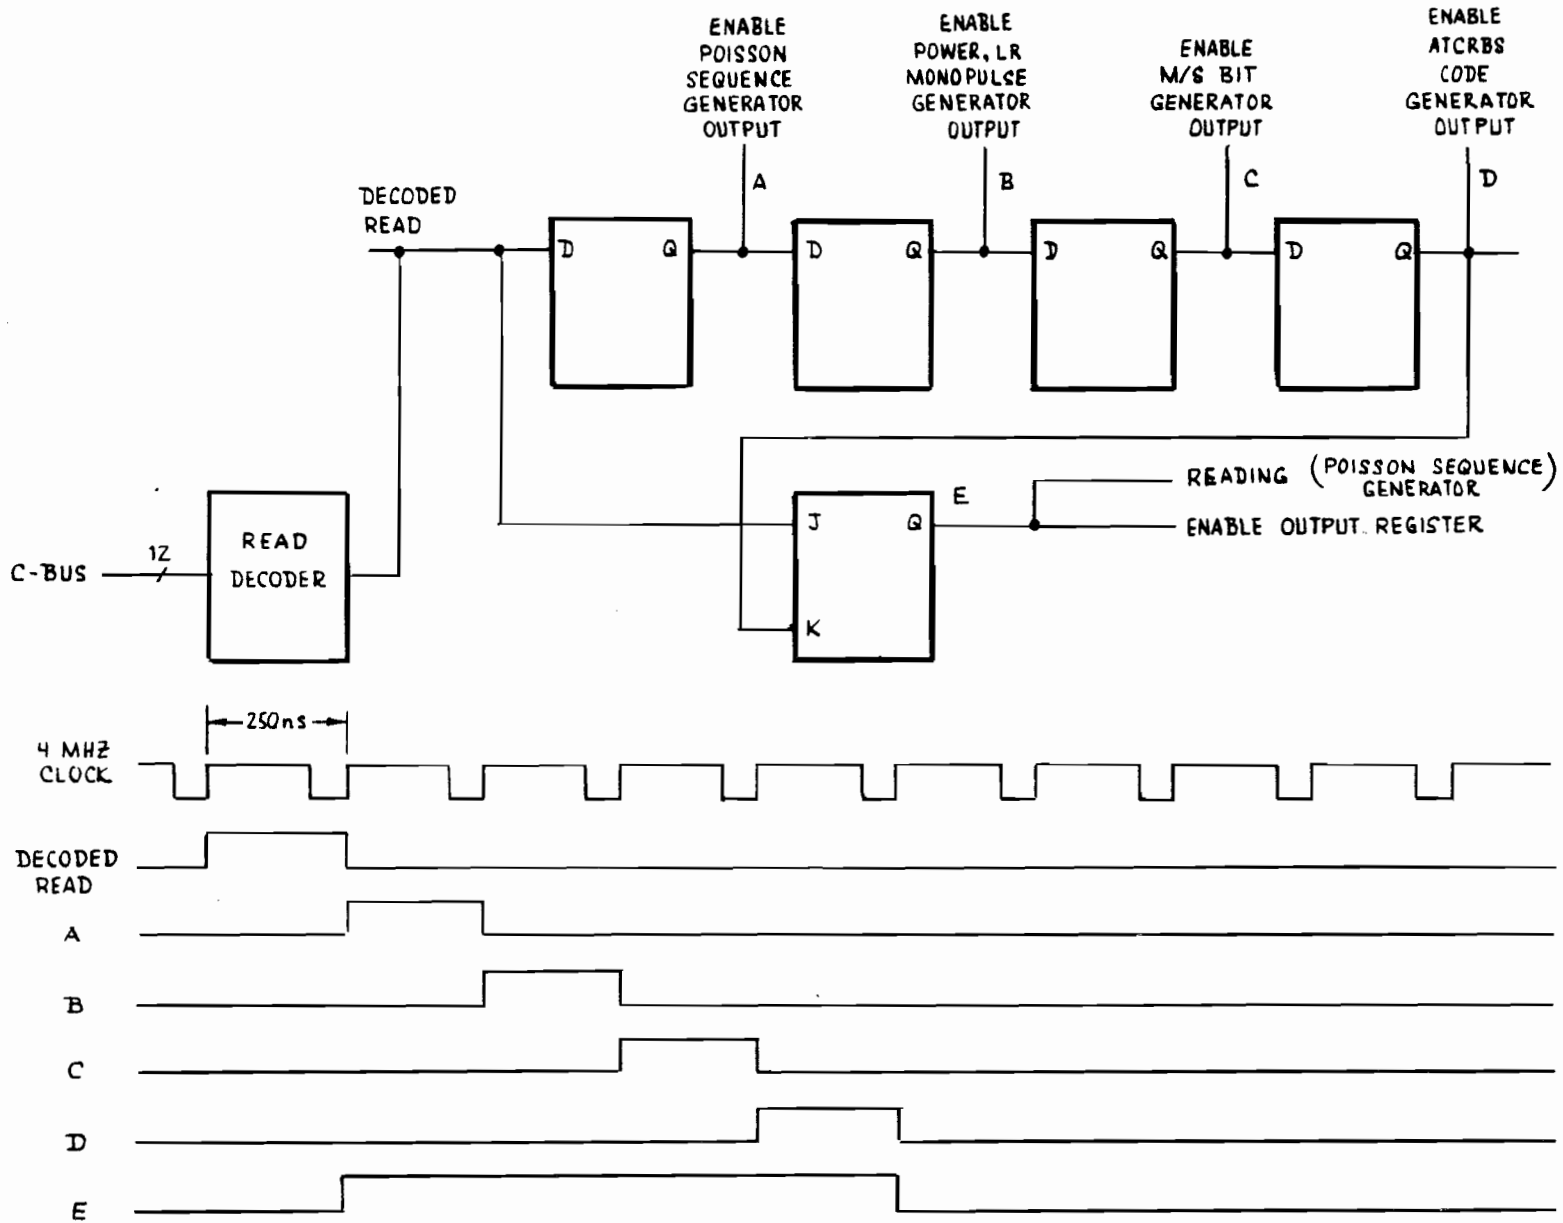 ENABLE
POISSON
SEQUENCE
GENERATOR
OUTPUT
ENABLE
POWER, LR
MONOPULSE
GENERATOR
OUTPUT
ENABLE
M/S BIT
GENERATOR
OUTPUT
ENABLE
ATCRBS
CODE
GENERATOR
OUTPUT
A
B
C
D
DECODED
READ
D Q
D Q
D Q
D Q
C-BUS
12
READ
DECODER
J Q
K
E
READING (POISSON SEQUENCE)
GENERATOR
ENABLE OUTPUT REGISTER
250ns
4 MHZ
CLOCK
DECODED
READ
A
B
C
D
E